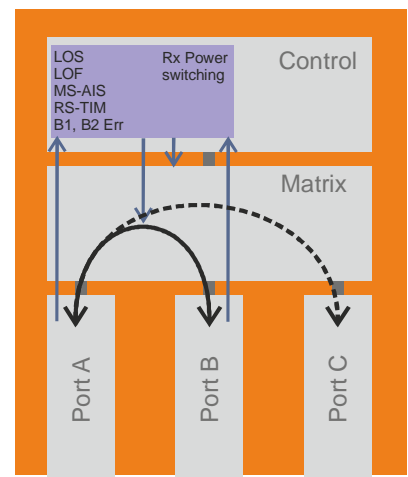 LOS
LOF
MS-AIS
RS-TIM
B1, B2 Err
Rx Power
switching
Control
Matrix
Port A
Port B
Port C